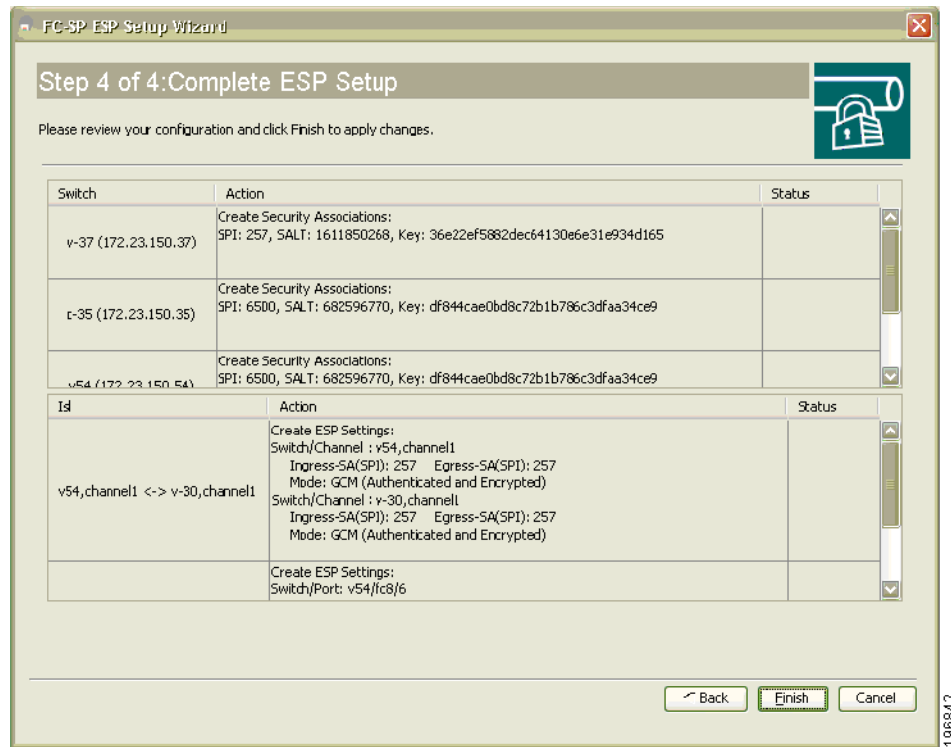 FC-SP ESP Setup Wizard
Step 4 of 4:Complete ESP Setup
Please review your configuration and click Finish to apply changes.
Switch Action Status
v-37 (172.23.150.37)
Create Security Associations:
SPI: 257, SALT: 1611850268, Key: 36e22ef5882dec64130e6e31e934d165
c-35 (172.23.150.35)
Create Security Associations:
SPI: 6500, SALT: 682596770, Key: df844cae0bd8c72b1b786c3dfaa34ce9
v54 (172.23.150.54)
Create Security Associations:
SPI: 6500, SALT: 682596770, Key: df844cae0bd8c72b1b786c3dfaa34ce9
Isl Action Status
v54,channel1 <-> v-30,channel1
Create ESP Settings:
Switch/Channel : v54,channel1
Ingress-SA(SPI): 257 Egress-SA(SPI): 257
Mode: GCM (Authenticated and Encrypted)
Switch/Channel : v-30,channel1
Ingress-SA(SPI): 257 Egress-SA(SPI): 257
Mode: GCM (Authenticated and Encrypted)
Create ESP Settings:
Switch/Port: v54/fc8/6
Back Finish Cancel
196842